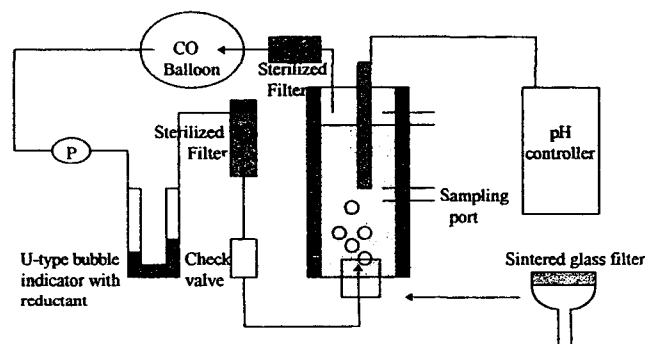 CO
Balloon
Sterilized
Filter
Sterilized
Filter
P
pH
controller
Sampling
port
U-type bubble
indicator with
reductant
Check
valve
Sintered glass filter